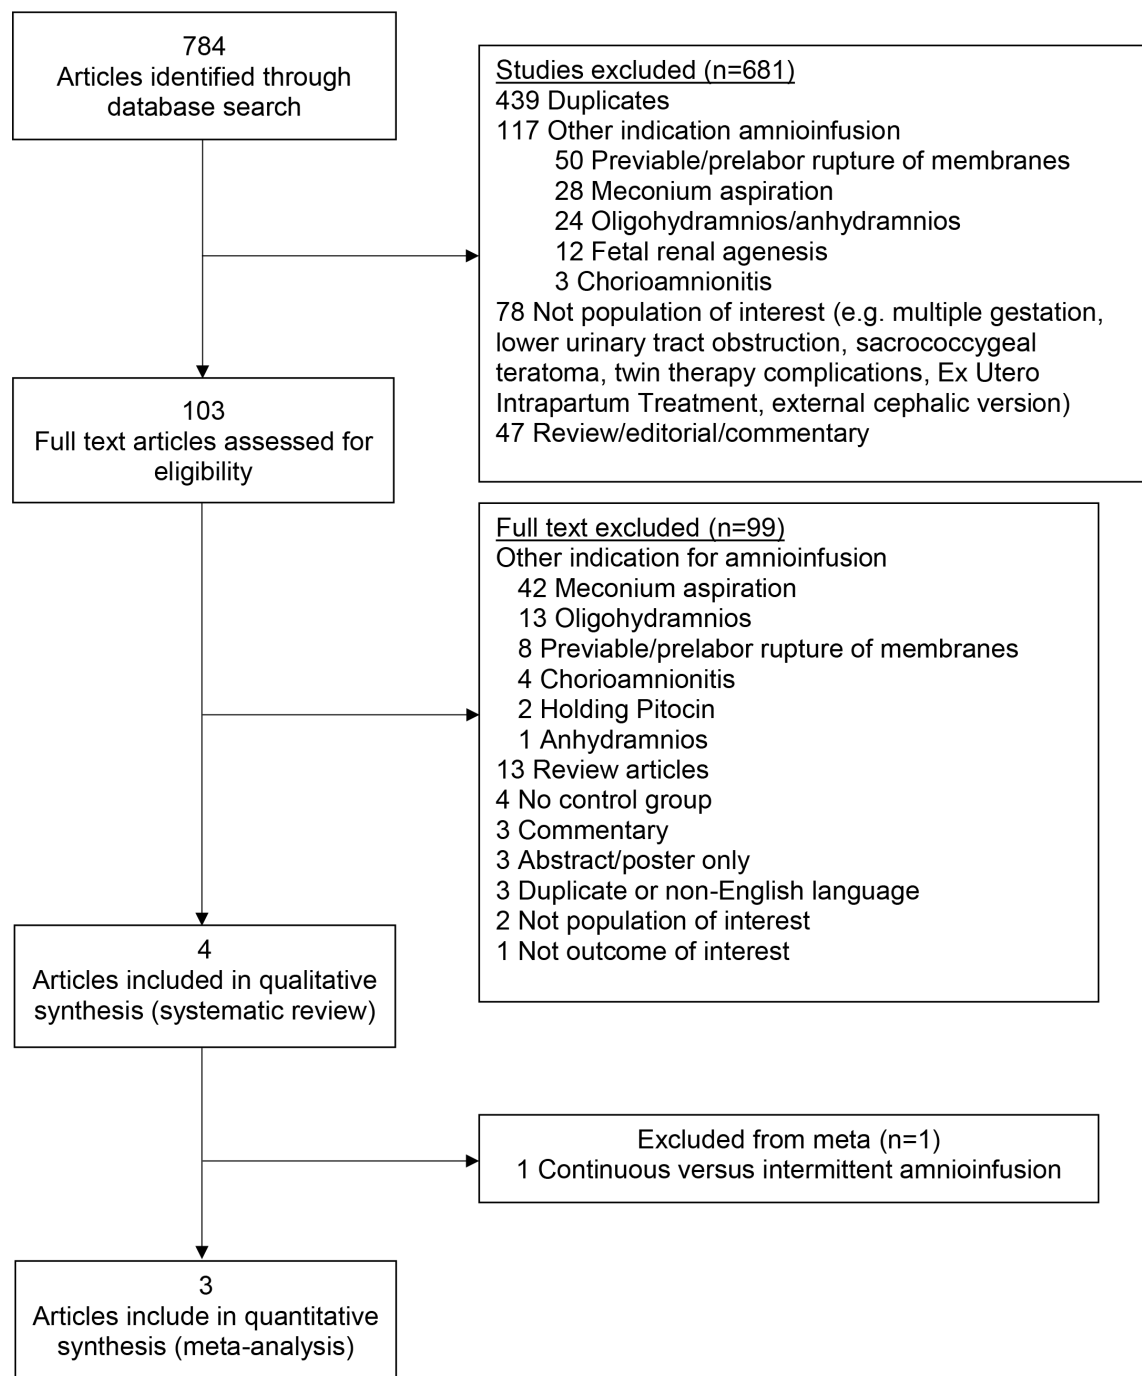 784
Articles identified through
database search
Studies excluded (n=681)
439 Duplicates
117 Other indication amnioinfusion
50 Previable/prelabor rupture of membranes
28 Meconium aspiration
24 Oligohydramnios/anhydramnios
12 Fetal renal agenesis
3 Chorioamnionitis
78 Not population of interest (e.g. multiple gestation,
lower urinary tract obstruction, sacrococcygeal
teratoma, twin therapy complications, Ex Utero
Intrapartum Treatment, external cephalic version)
47 Review/editorial/commentary
103
Full text articles assessed for
eligibility
Full text excluded (n=99)
Other indication for amnioinfusion
42 Meconium aspiration
13 Oligohydramnios
8 Previable/prelabor rupture of membranes
4 Chorioamnionitis
2 Holding Pitocin
1 Anhydramnios
13 Review articles
4 No control group
3 Commentary
3 Abstract/poster only
3 Duplicate or non-English language
2 Not population of interest
1 Not outcome of interest
4
Articles included in qualitative
synthesis (systematic review)
Excluded from meta (n=1)
1 Continuous versus intermittent amnioinfusion
3
Articles include in quantitative
synthesis (meta-analysis)